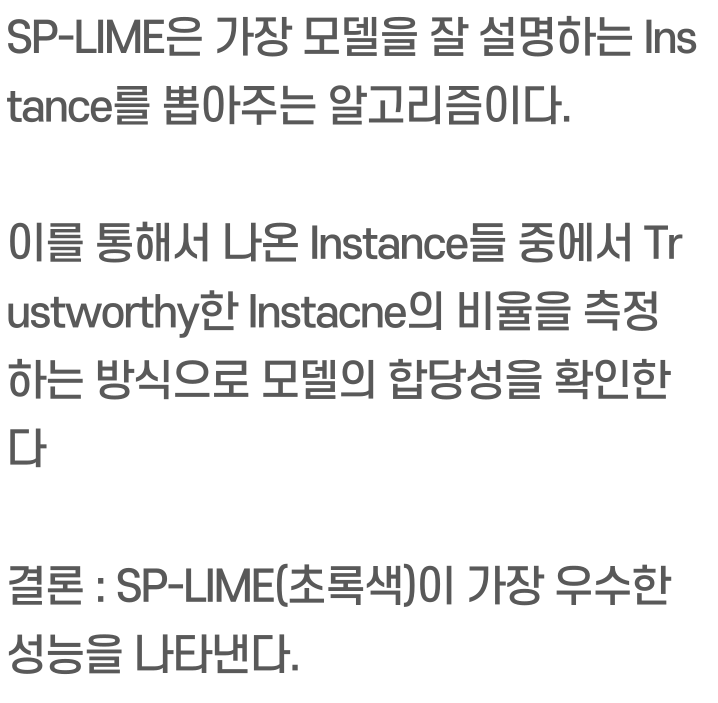 SP-LIME은 가장 모델을 잘 설명하는 Ins
tance를 뽑아주는 알고리즘이다.
이를 통해서 나온 Instance들 중에서 Tr
ustworthy한 Instacne의 비율을 측정
하는 방식으로 모델의 합당성을 확인한
다
결론 : SP-LIME(초록색)이 가장 우수한
성능을 나타낸다.